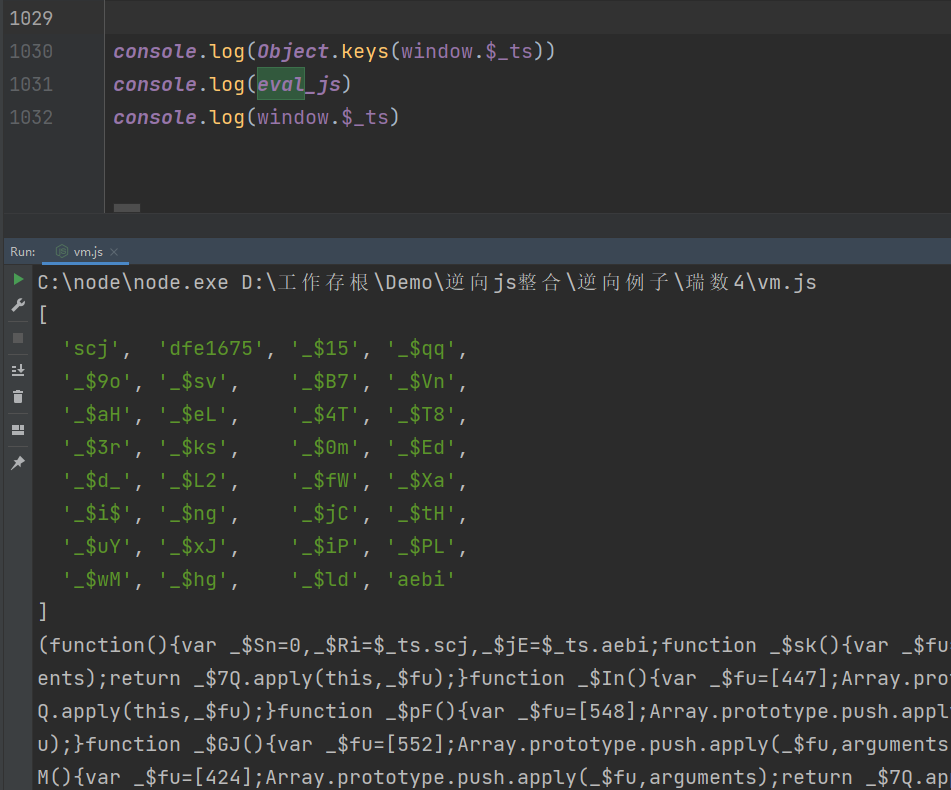 1029
1030 console.log(Object.keys(window.$_ts))
1031 console.log(eval_js)
1032 console.log(window.$_ts)
Run: vm.js ×
C:\node\node.exe D:\工作存根\Demo\逆向js整合\逆向例子\瑞数4\vm.js
[
'scj', 'dfe1675', '_$15', '_$qq',
'_$9o', '_$sv', '_$B7', '_$Vn',
'_$aH', '_$eL', '_$4T', '_$T8',
'_$3r', '_$ks', '_$0m', '_$Ed',
'_$d_', '_$L2', '_$fW', '_$Xa',
'_$i$', '_$ng', '_$jC', '_$tH',
'_$uY', '_$xJ', '_$iP', '_$PL',
'_$wM', '_$hg', '_$ld', 'aebi'
]
(function(){var _$Sn=0,_$Ri=$_ts.scj,_$jE=$_ts.aebi;function _$sk(){var _$fu
ents);return _$7Q.apply(this,_$fu);}function _$In(){var _$fu=[447];Array.pro
Q.apply(this,_$fu);}function _$pF(){var _$fu=[548];Array.prototype.push.appl
u);}function _$GJ(){var _$fu=[552];Array.prototype.push.apply(_$fu,arguments
M(){var _$fu=[424];Array.prototype.push.apply(_$fu,arguments);return _$7Q.ap